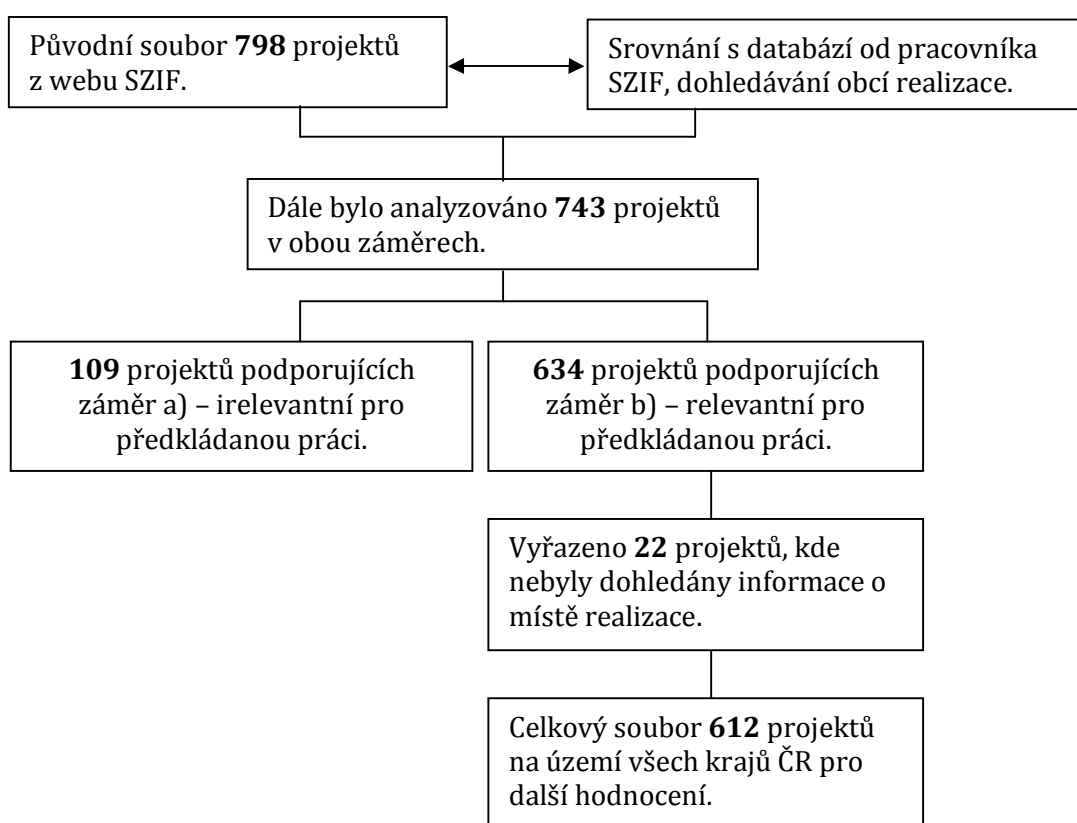 Původní soubor 798 projektů
z webu SZIF.
Srovnání s databází od pracovníka
SZIF, dohledávání obcí realizace.
Dále bylo analyzováno 743 projektů
v obou záměrech.
109 projektů podporujících
záměr a) – irelevantní pro
předkládanou práci.
634 projektů podporujících
záměr b) – relevantní pro
předkládanou práci.
Vyřazeno 22 projektů, kde
nebyly dohledány informace o
místě realizace.
Celkový soubor 612 projektů
na území všech krajů ČR pro
další hodnocení.